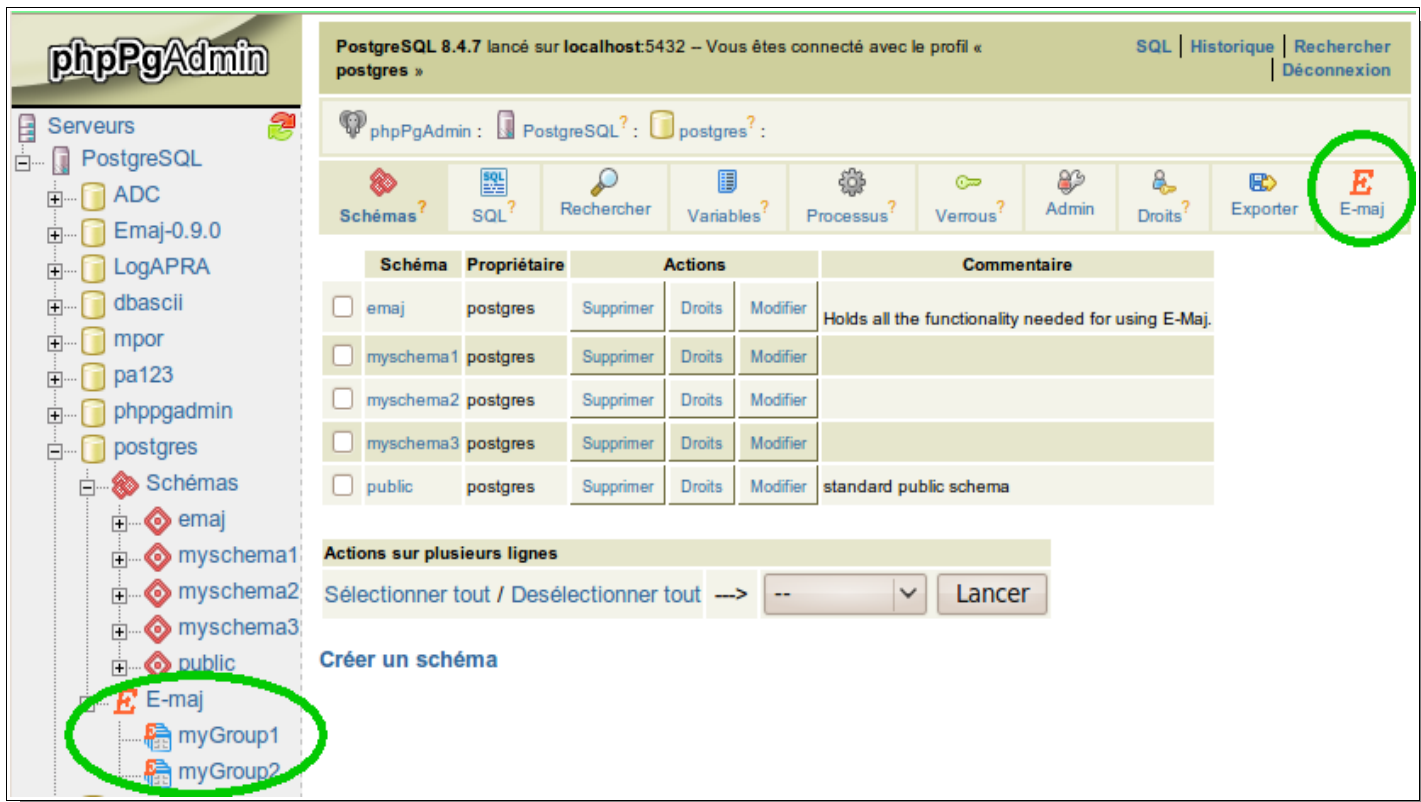 phpPgAdmin
Serveurs
PostgreSQL
ADC
Emaj-0.9.0
LogAPRA
dbascii
mpor
pa123
phppgadmin
postgres
Schémas
emaj
myschema1
myschema2
myschema3
public
E-maj
myGroup1
myGroup2
PostgreSQL 8.4.7 lancé sur localhost:5432 -- Vous êtes connecté avec le profil «
postgres »
SQL | Historique | Rechercher
| Déconnexion
phpPgAdmin : PostgreSQL? : postgres? :
Schémas? SQL? Rechercher Variables? Processus? Verrous? Admin Droits? Exporter E-maj
Schéma Propriétaire Actions Commentaire
emaj postgres Supprimer Droits Modifier Holds all the functionality needed for using E-Maj.
myschema1 postgres Supprimer Droits Modifier
myschema2 postgres Supprimer Droits Modifier
myschema3 postgres Supprimer Droits Modifier
public postgres Supprimer Droits Modifier standard public schema
Actions sur plusieurs lignes
Sélectionner tout / Desélectionner tout ---> -- Lancer
Créer un schéma